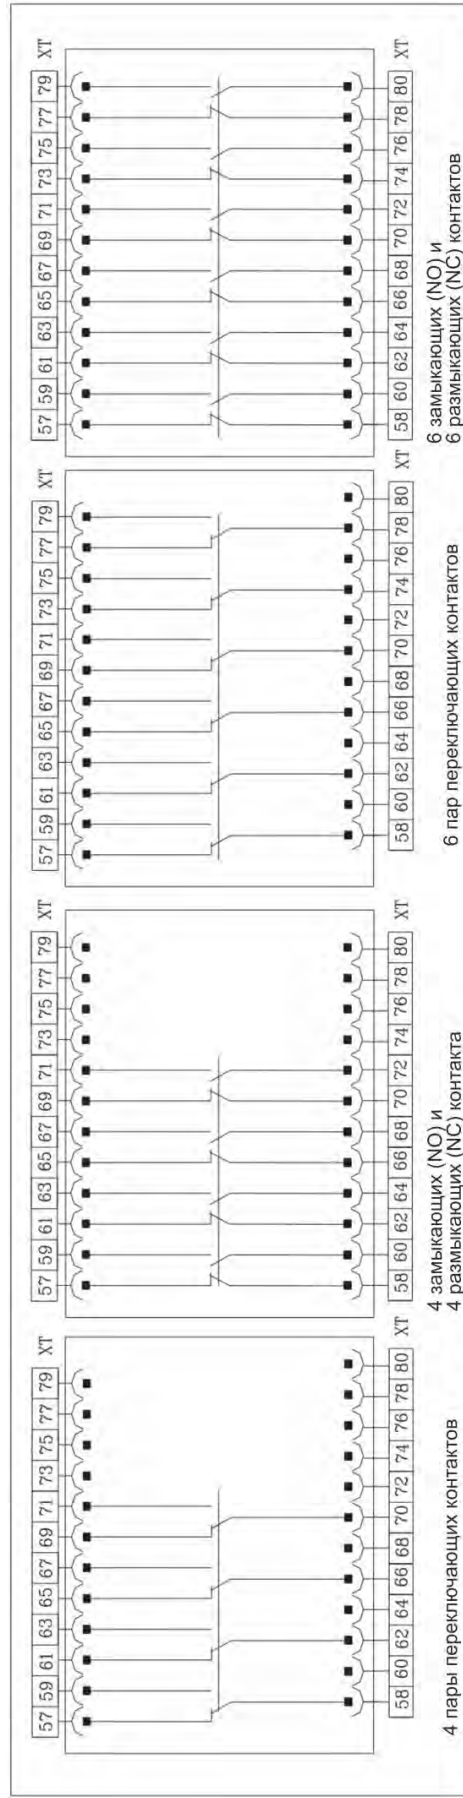 57 59 61 63 65 67 69 71 73 75 77 79 XT
58 60 62 64 66 68 70 72 74 76 78 80 XT
4 пары переключающих контактов
57 59 61 63 65 67 69 71 73 75 77 79 XT
58 60 62 64 66 68 70 72 74 76 78 80 XT
4 замыкающих (NO) и
4 размыкающих (NC) контакта
57 59 61 63 65 67 69 71 73 75 77 79 XT
58 60 62 64 66 68 70 72 74 76 78 80 XT
6 пар переключающих контактов
57 59 61 63 65 67 69 71 73 75 77 79 XT
58 60 62 64 66 68 70 72 74 76 78 80 XT
6 замыкающих (NO) и
6 размыкающих (NC) контактов